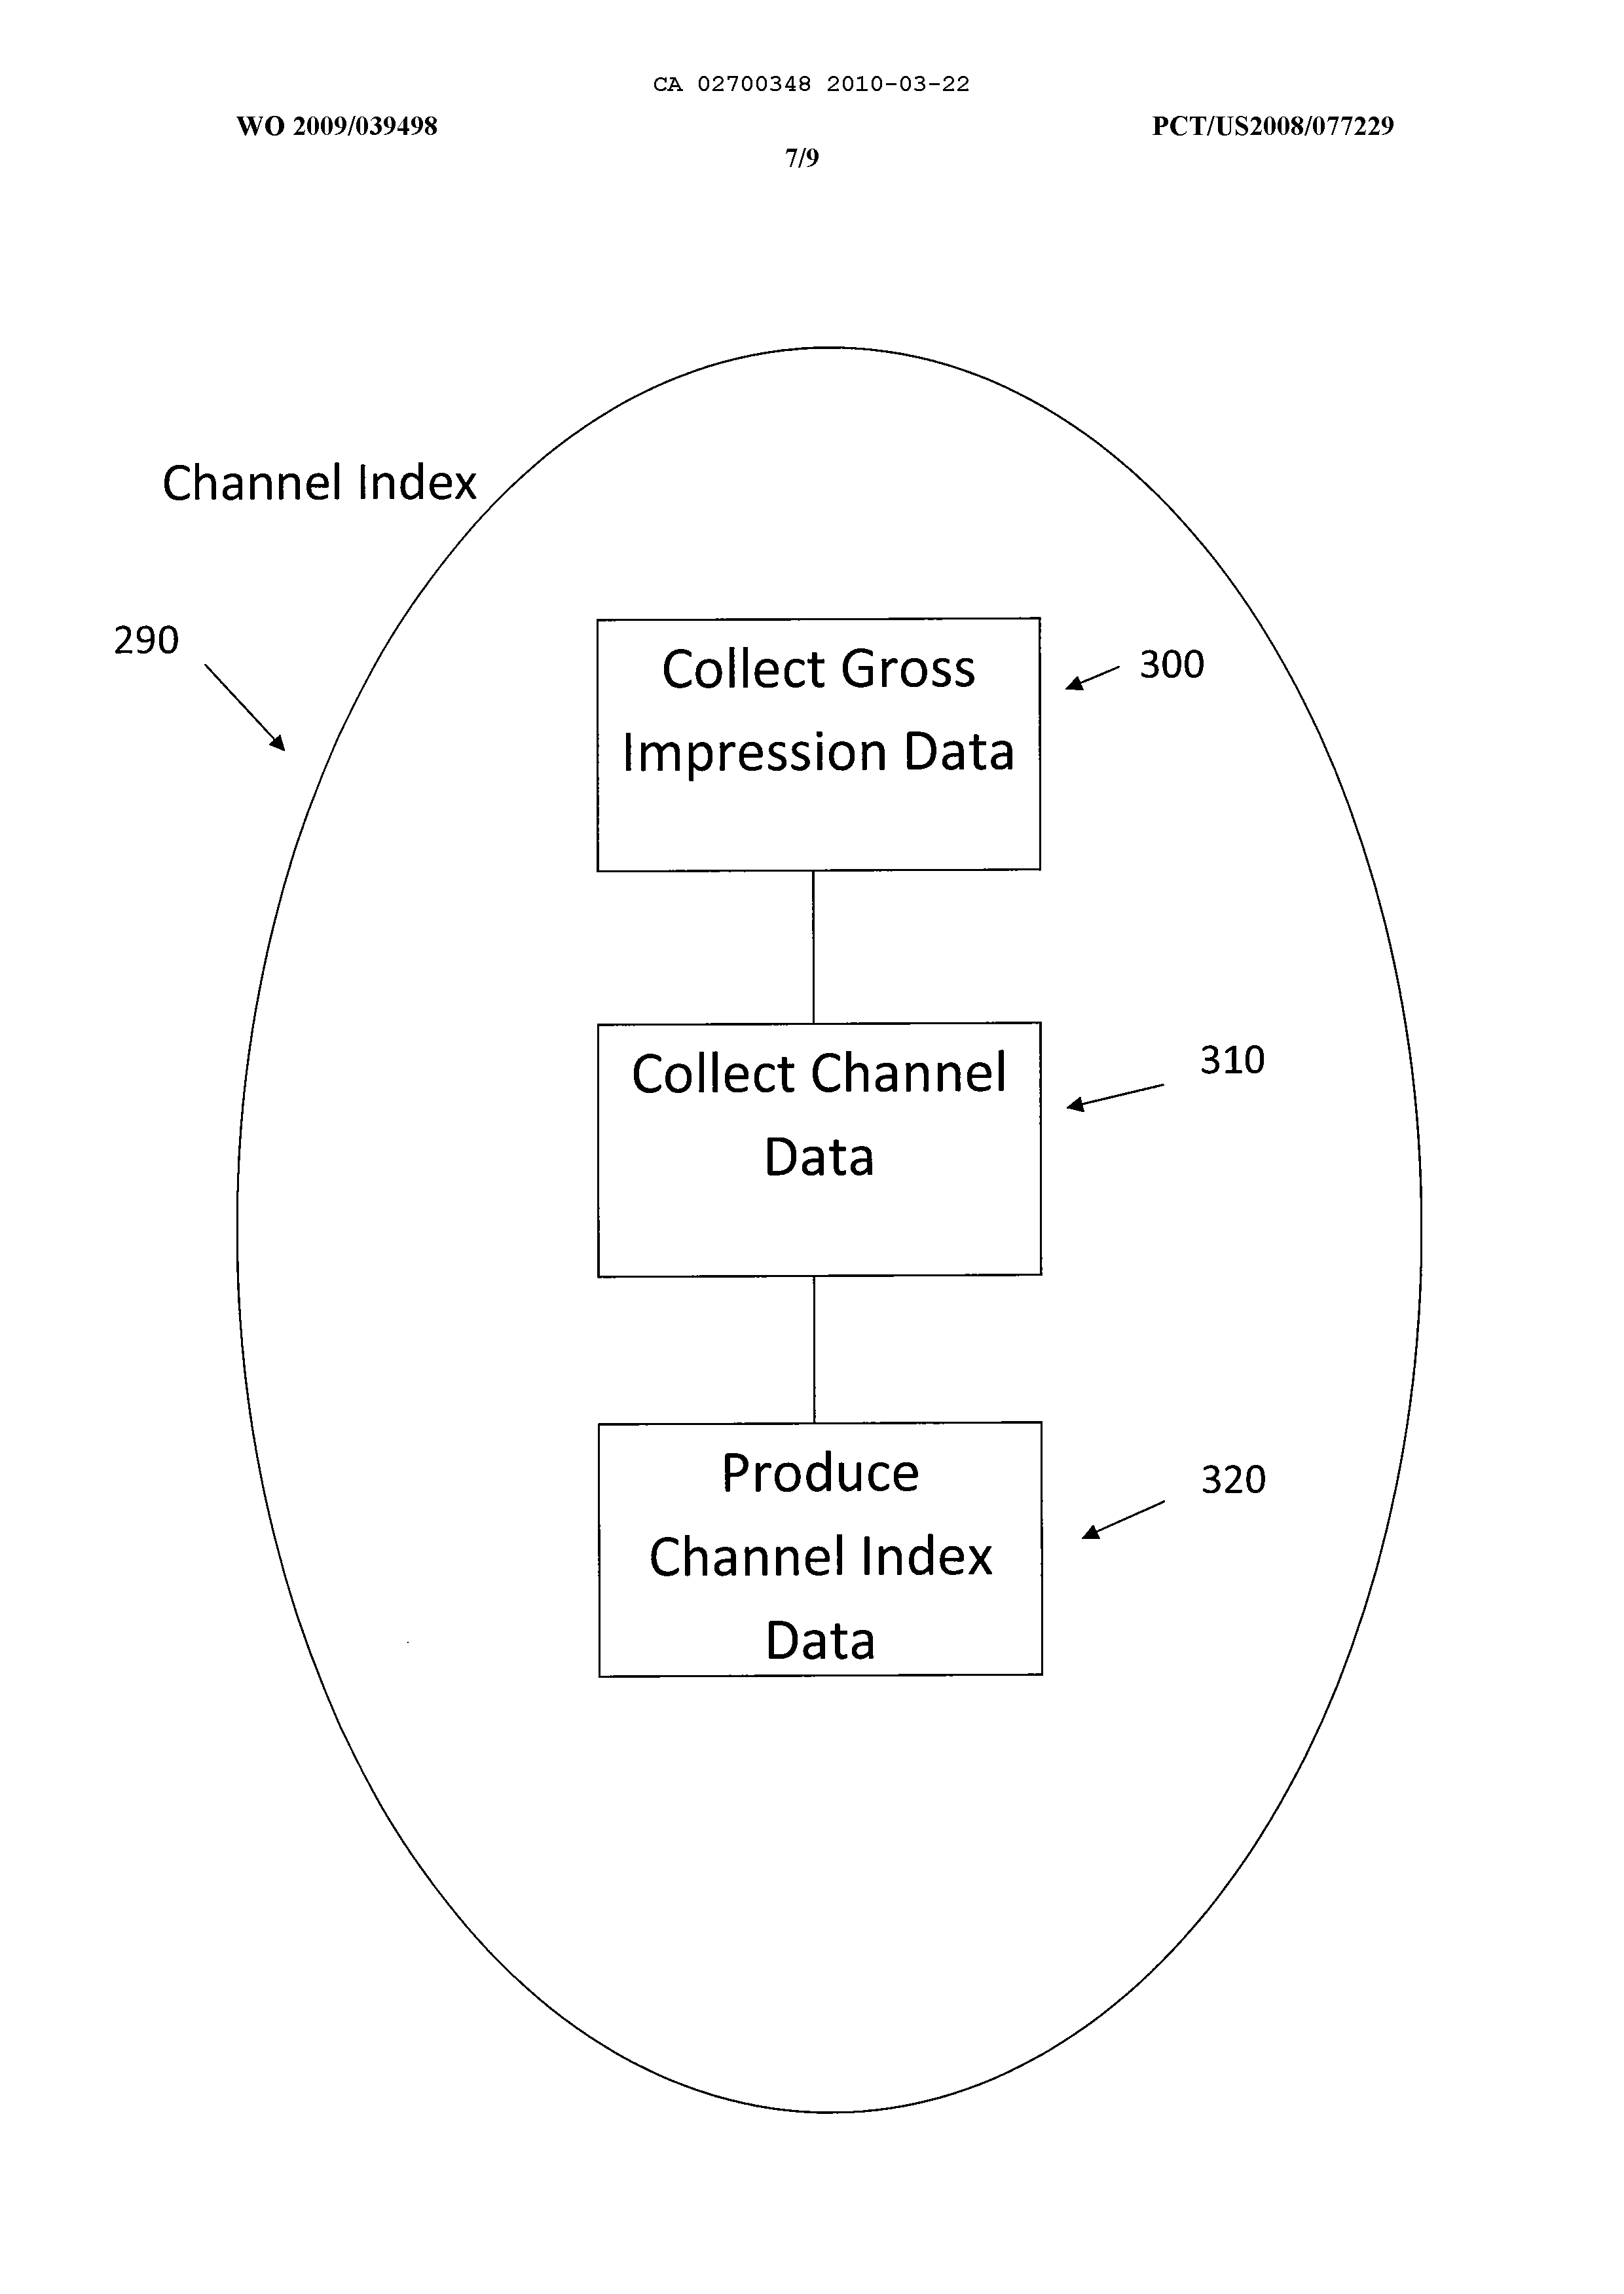 CA 02700348 2010-03-22
WO 2009/039498
PCT/US2008/077229
7/9
Channel Index
290
Collect Gross
Impression Data
300
Collect Channel
Data
310
Produce
Channel Index
Data
320